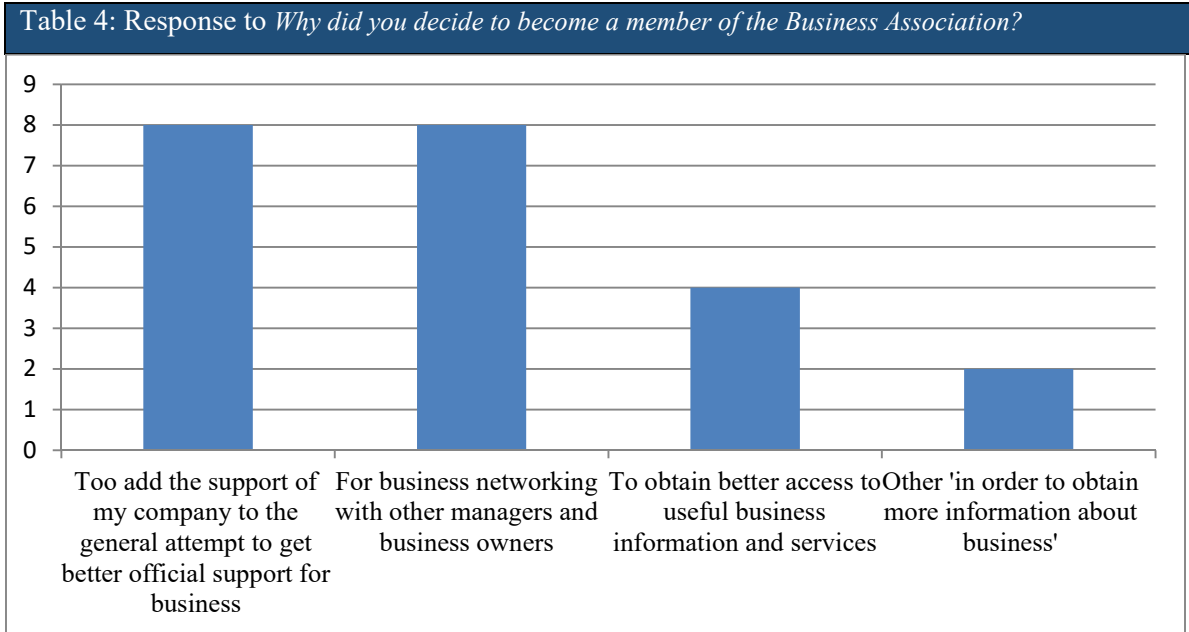 Table 4: Response to Why did you decide to become a member of the Business Association?
9
8
7
6
5
4
3
2
1
0
Too add the support of
my company to the
general attempt to get
better official support for
business
For business networking
with other managers and
business owners
To obtain better access to
useful business
information and services
Other 'in order to obtain
more information about
business'